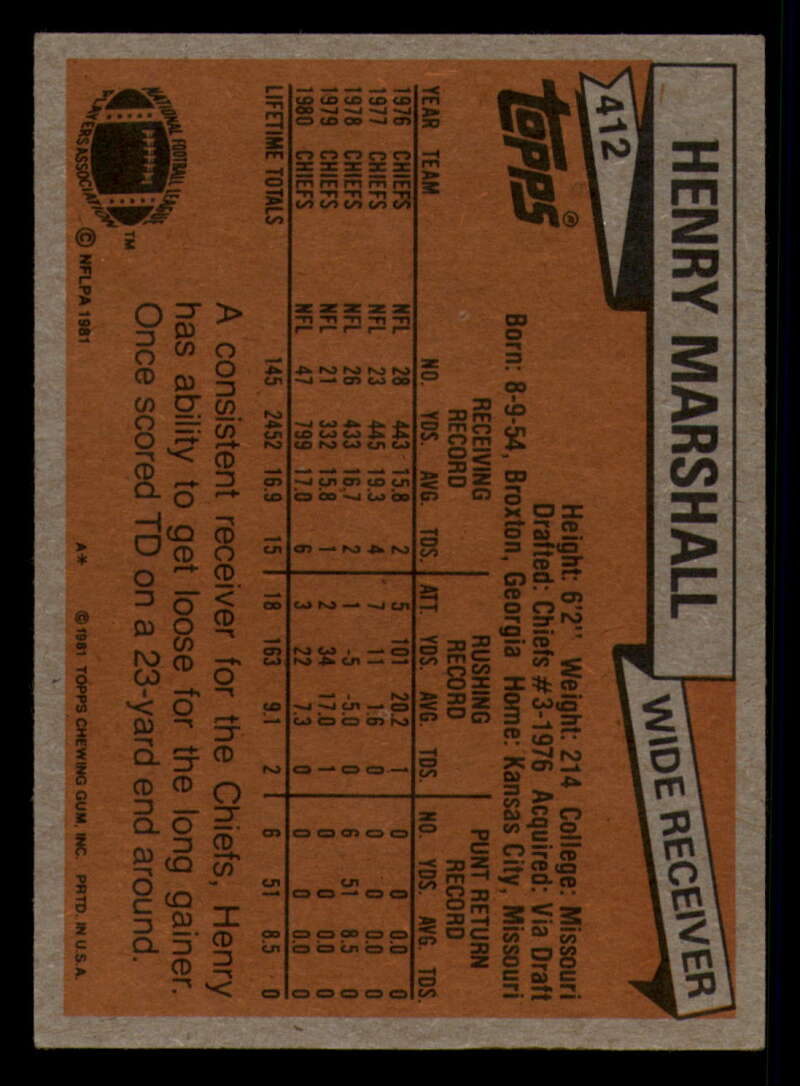 412
HENRY MARSHALL
WIDE RECEIVER
TOPPS®
Height: 6'2" Weight: 214 College: Missouri
Drafted: Chiefs #3-1976 Acquired: Via Draft
Born: 8-9-54, Broxton, Georgia Home: Kansas City, Missouri
RECEIVING RECORD RUSHING RECORD PUNT RETURN RECORD
YEAR TEAM NO. YDS. AVG. TDS. ATT. YDS. AVG. TDS. NO. YDS. AVG. TDS.
1976 CHIEFS NFL 28 443 15.8 2 5 101 20.2 1 0 0 0.0 0
1977 CHIEFS NFL 23 445 19.3 4 7 11 1.6 0 0 0 0.0 0
1978 CHIEFS NFL 26 433 16.7 2 1 -5 -5.0 0 6 51 8.5 0
1979 CHIEFS NFL 21 332 15.8 1 2 34 17.0 1 0 0 0.0 0
1980 CHIEFS NFL 47 799 17.0 6 3 22 7.3 0 0 0 0.0 0
LIFETIME TOTALS 145 2452 16.9 15 18 163 9.1 2 6 51 8.5 0
A consistent receiver for the Chiefs, Henry
has ability to get loose for the long gainer.
Once scored TD on a 23-yard end around.
NATIONAL FOOTBALL LEAGUE
PLAYERS ASSOCIATION
™
© NFLPA 1981
A* © 1981 TOPPS CHEWING GUM, INC. PRTD. IN U.S.A.